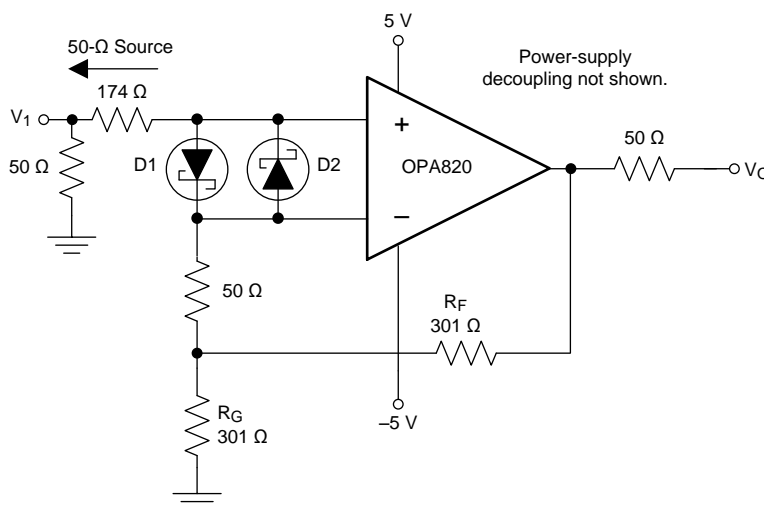 5 V
50-Ω Source
Power-supply
decoupling not shown.
174 Ω
V1
+
50 Ω
D1
D2
OPA820
50 Ω
VO
−
50 Ω
RF
301 Ω
RG
301 Ω
–5 V